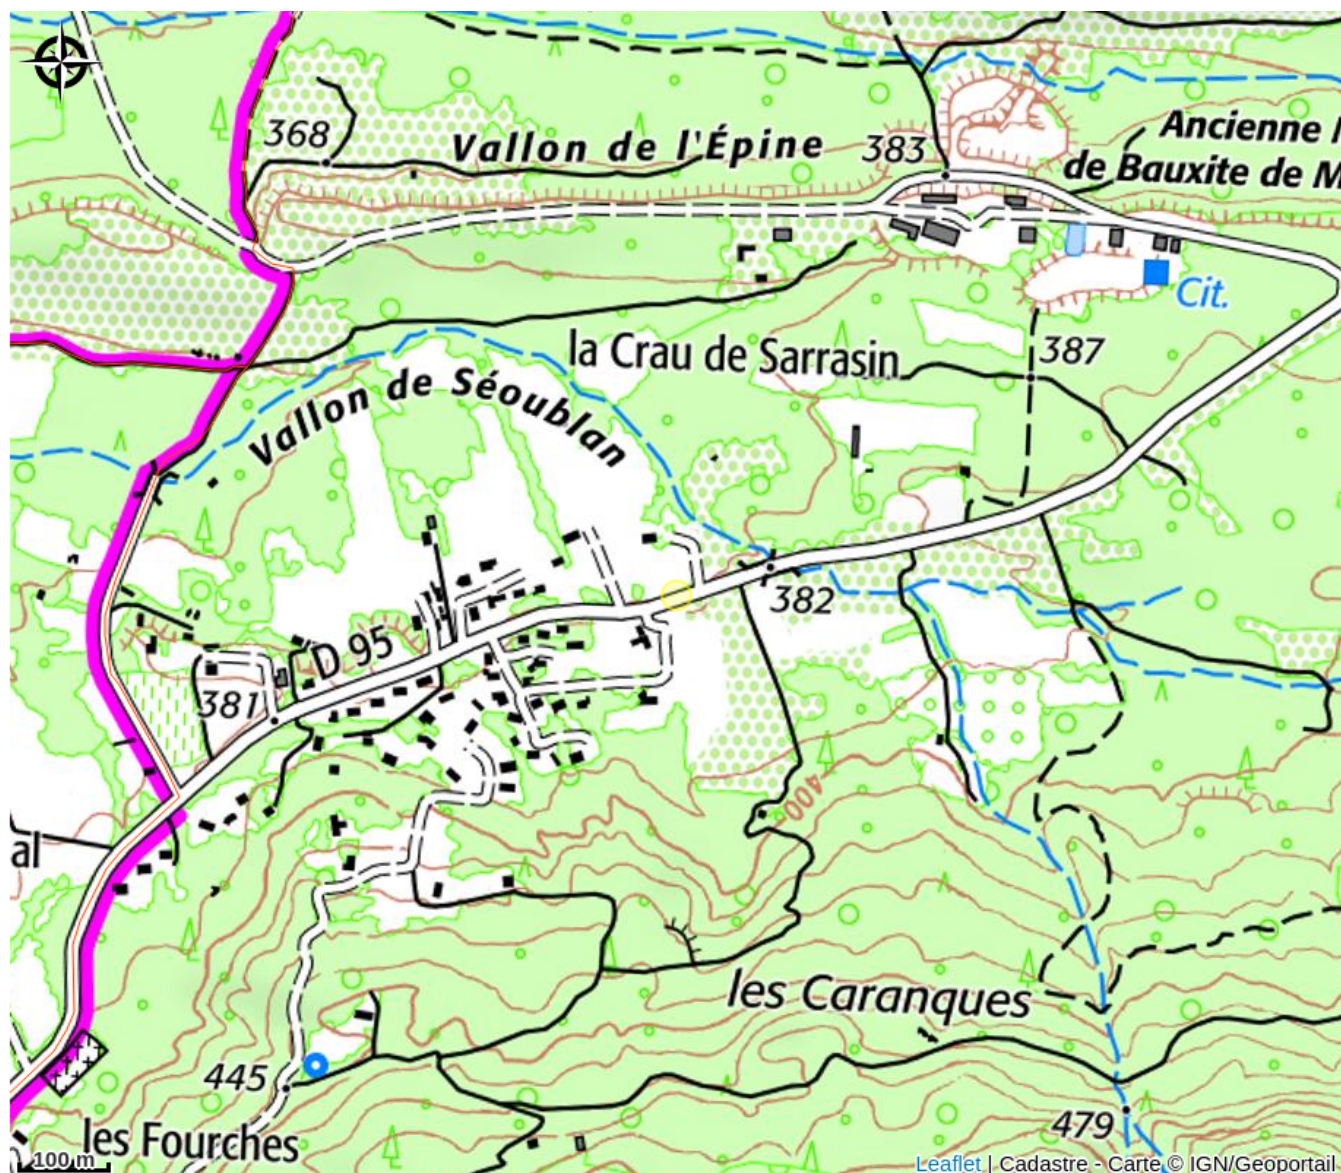 368
Vallon de l'Épine
383
Ancienne
de Bauxite de M
Cit.
la Crau de Sarrasin
387
Vallon de Séoublan
382
D 95
381
400
al
les Caranques
445
479
les Fourches
100 m
Leaflet | Cadastre - Carte © IGN/Geoportail